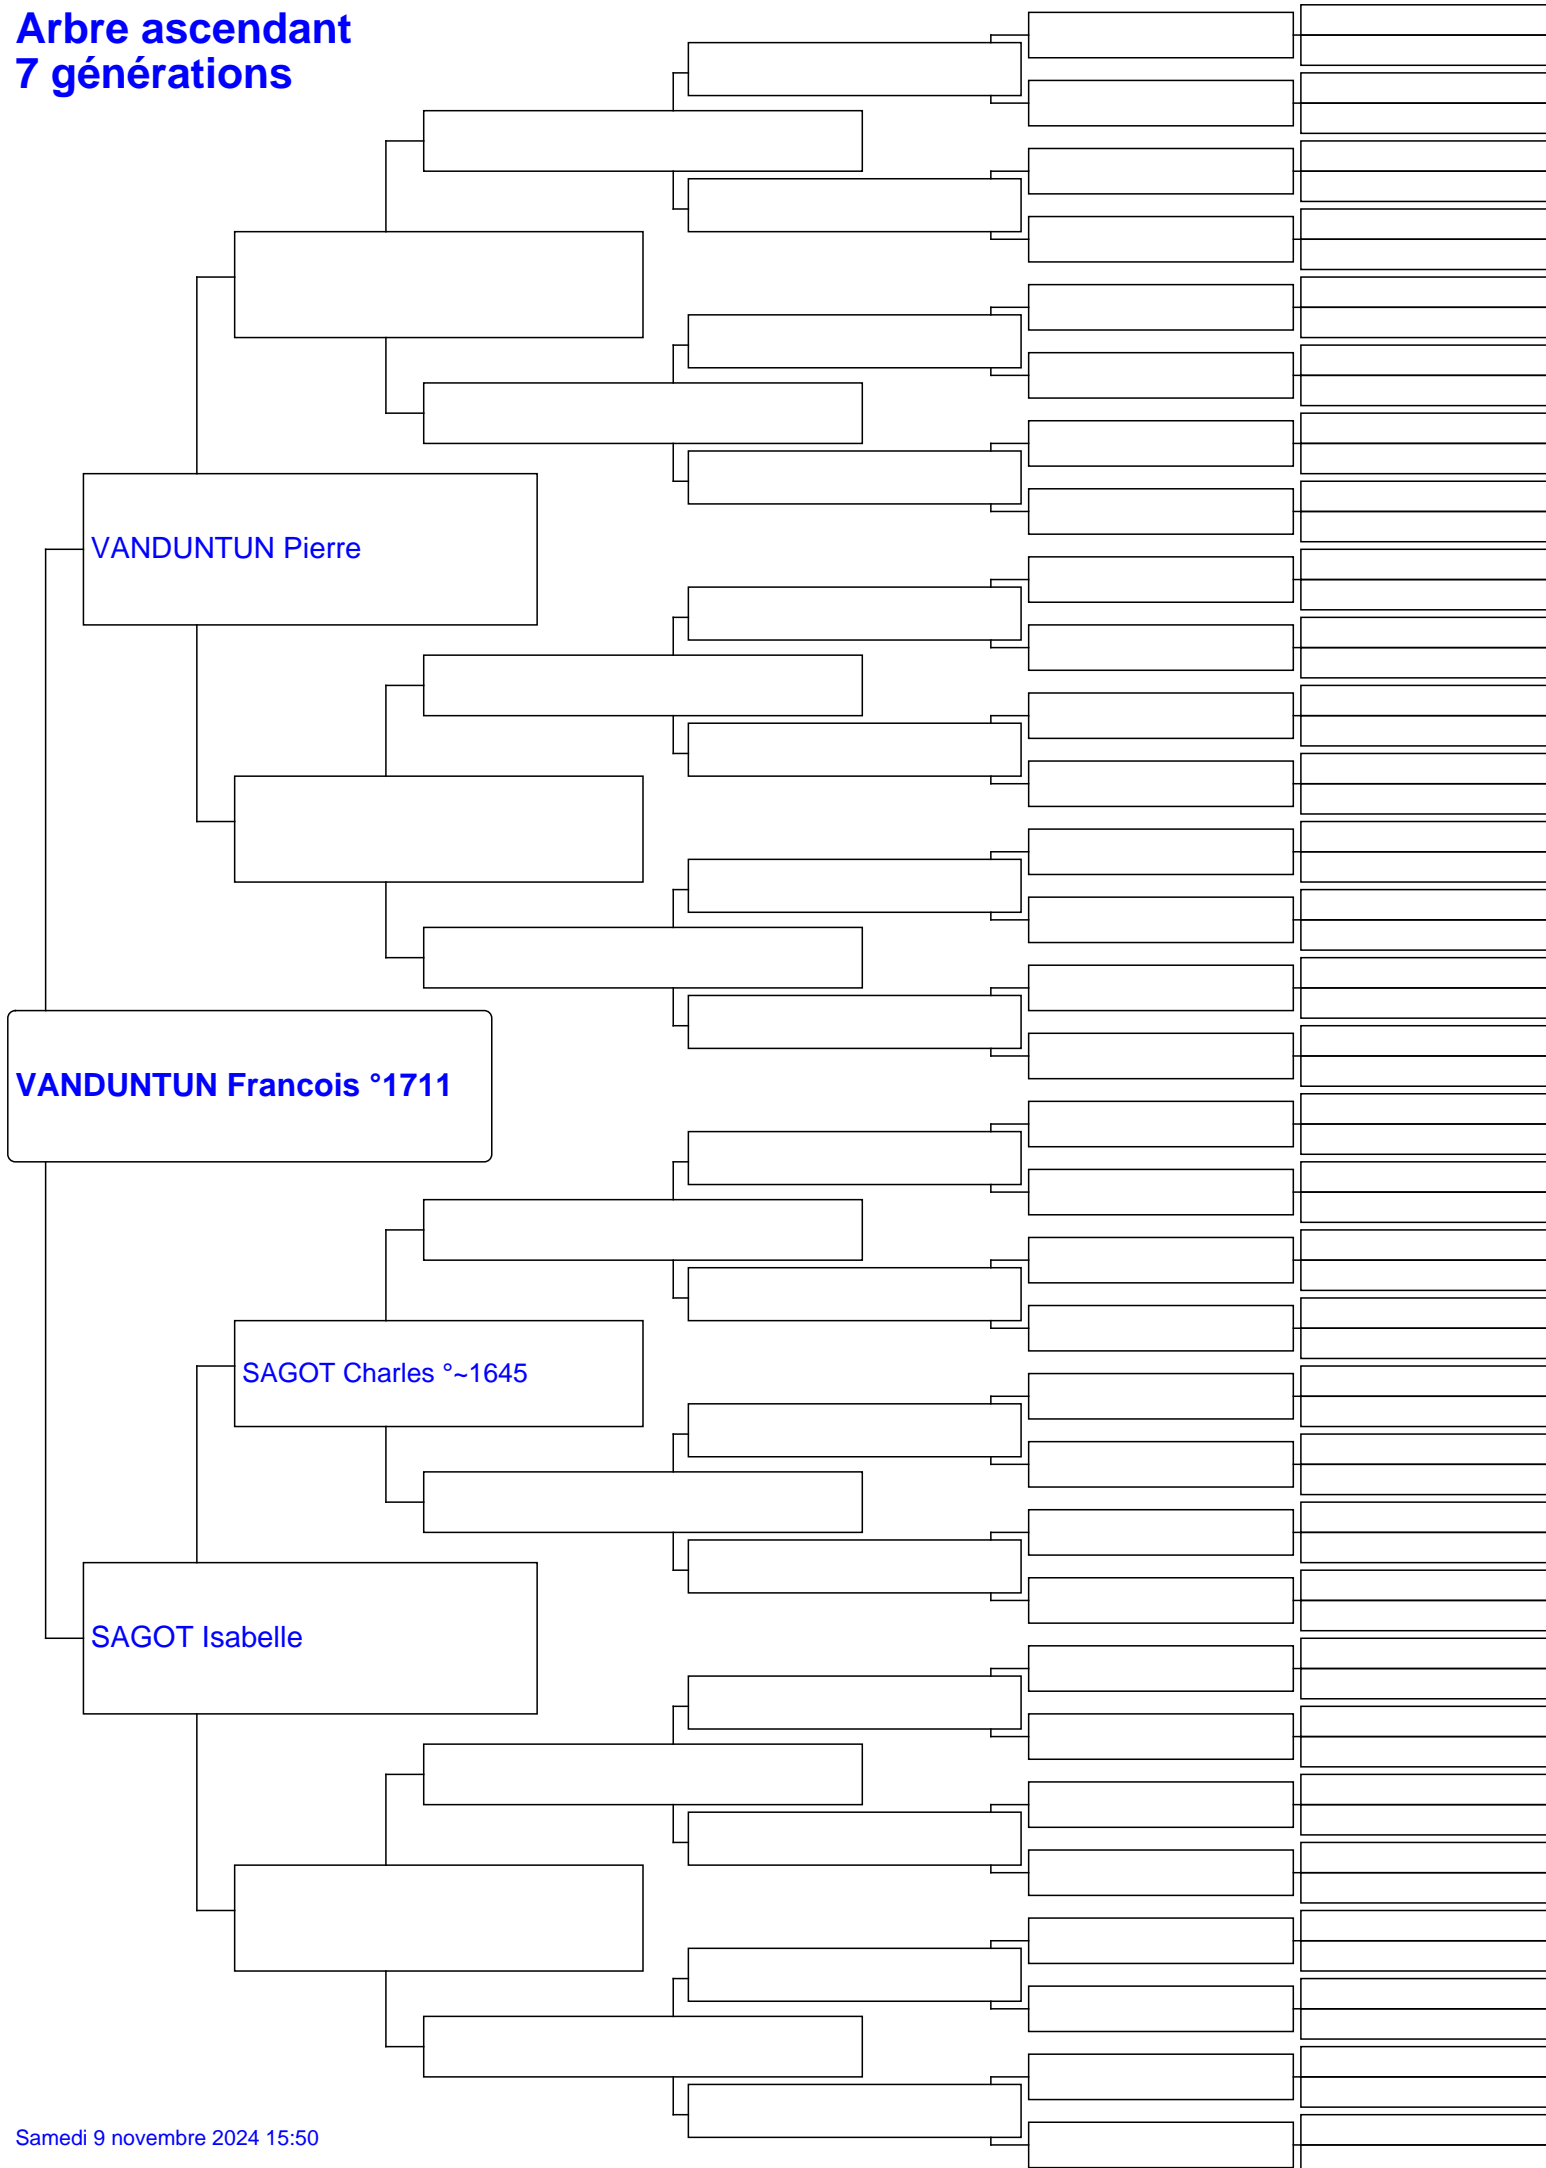 Arbre ascendant
7 générations
VANDUNTUN Pierre
VANDUNTUN Francois °1711
SAGOT Charles °~1645
SAGOT Isabelle
Samedi 9 novembre 2024 15:50